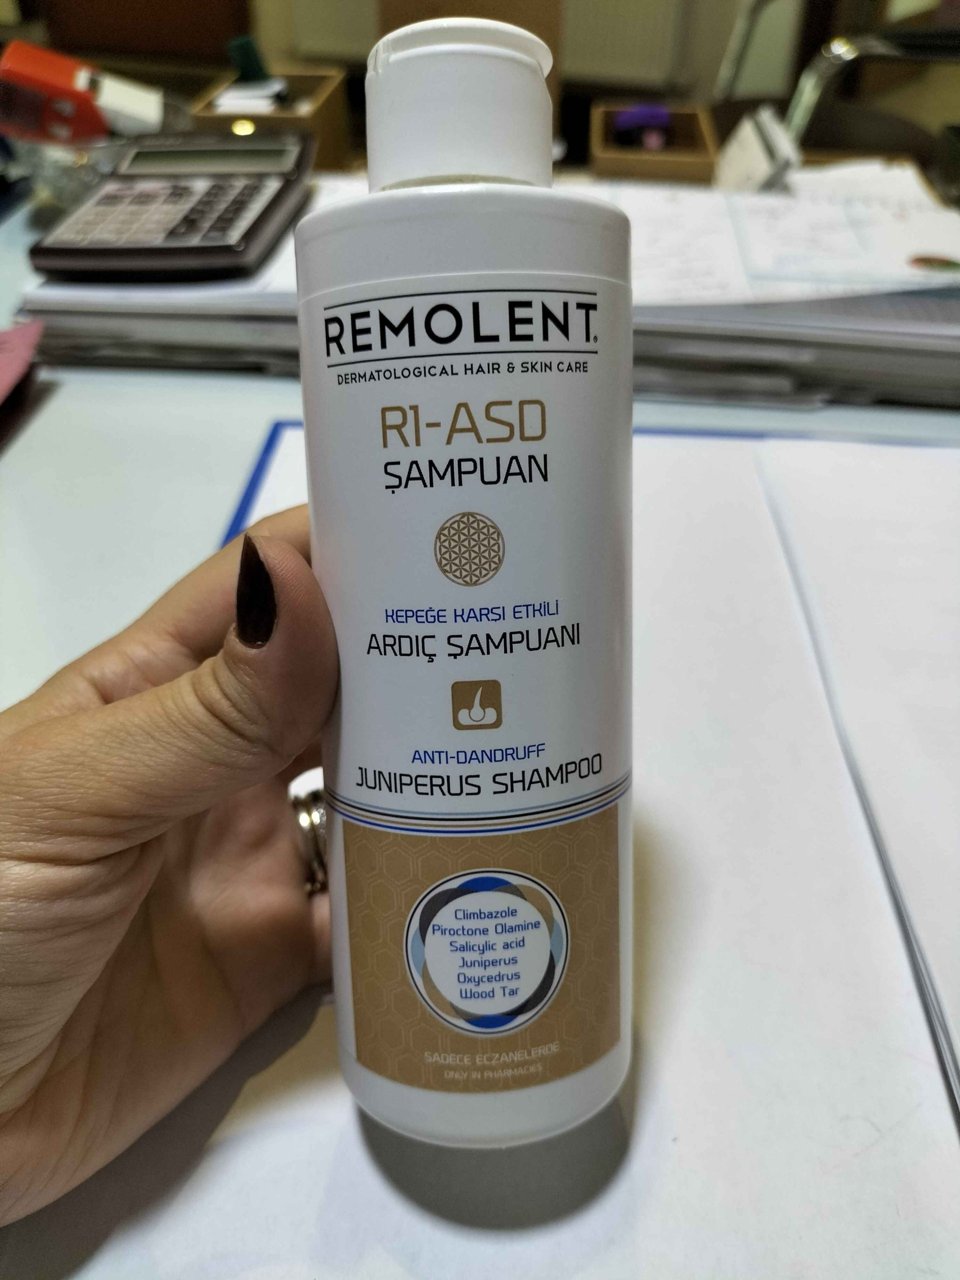 REMOLENT®
DERMATOLOGICAL HAIR & SKIN CARE
R1-ASD
ŞAMPUAN
KEPEĞE KARŞI ETKİLİ
ARDIÇ ŞAMPUANI
ANTI-DANDRUFF
JUNIPERUS SHAMPOO
Climbazole
Piroctone Olamine
Salicylic acid
Juniperus
Oxycedrus
Wood Tar
SADECE ECZANELERDE
ONLY IN PHARMACIES